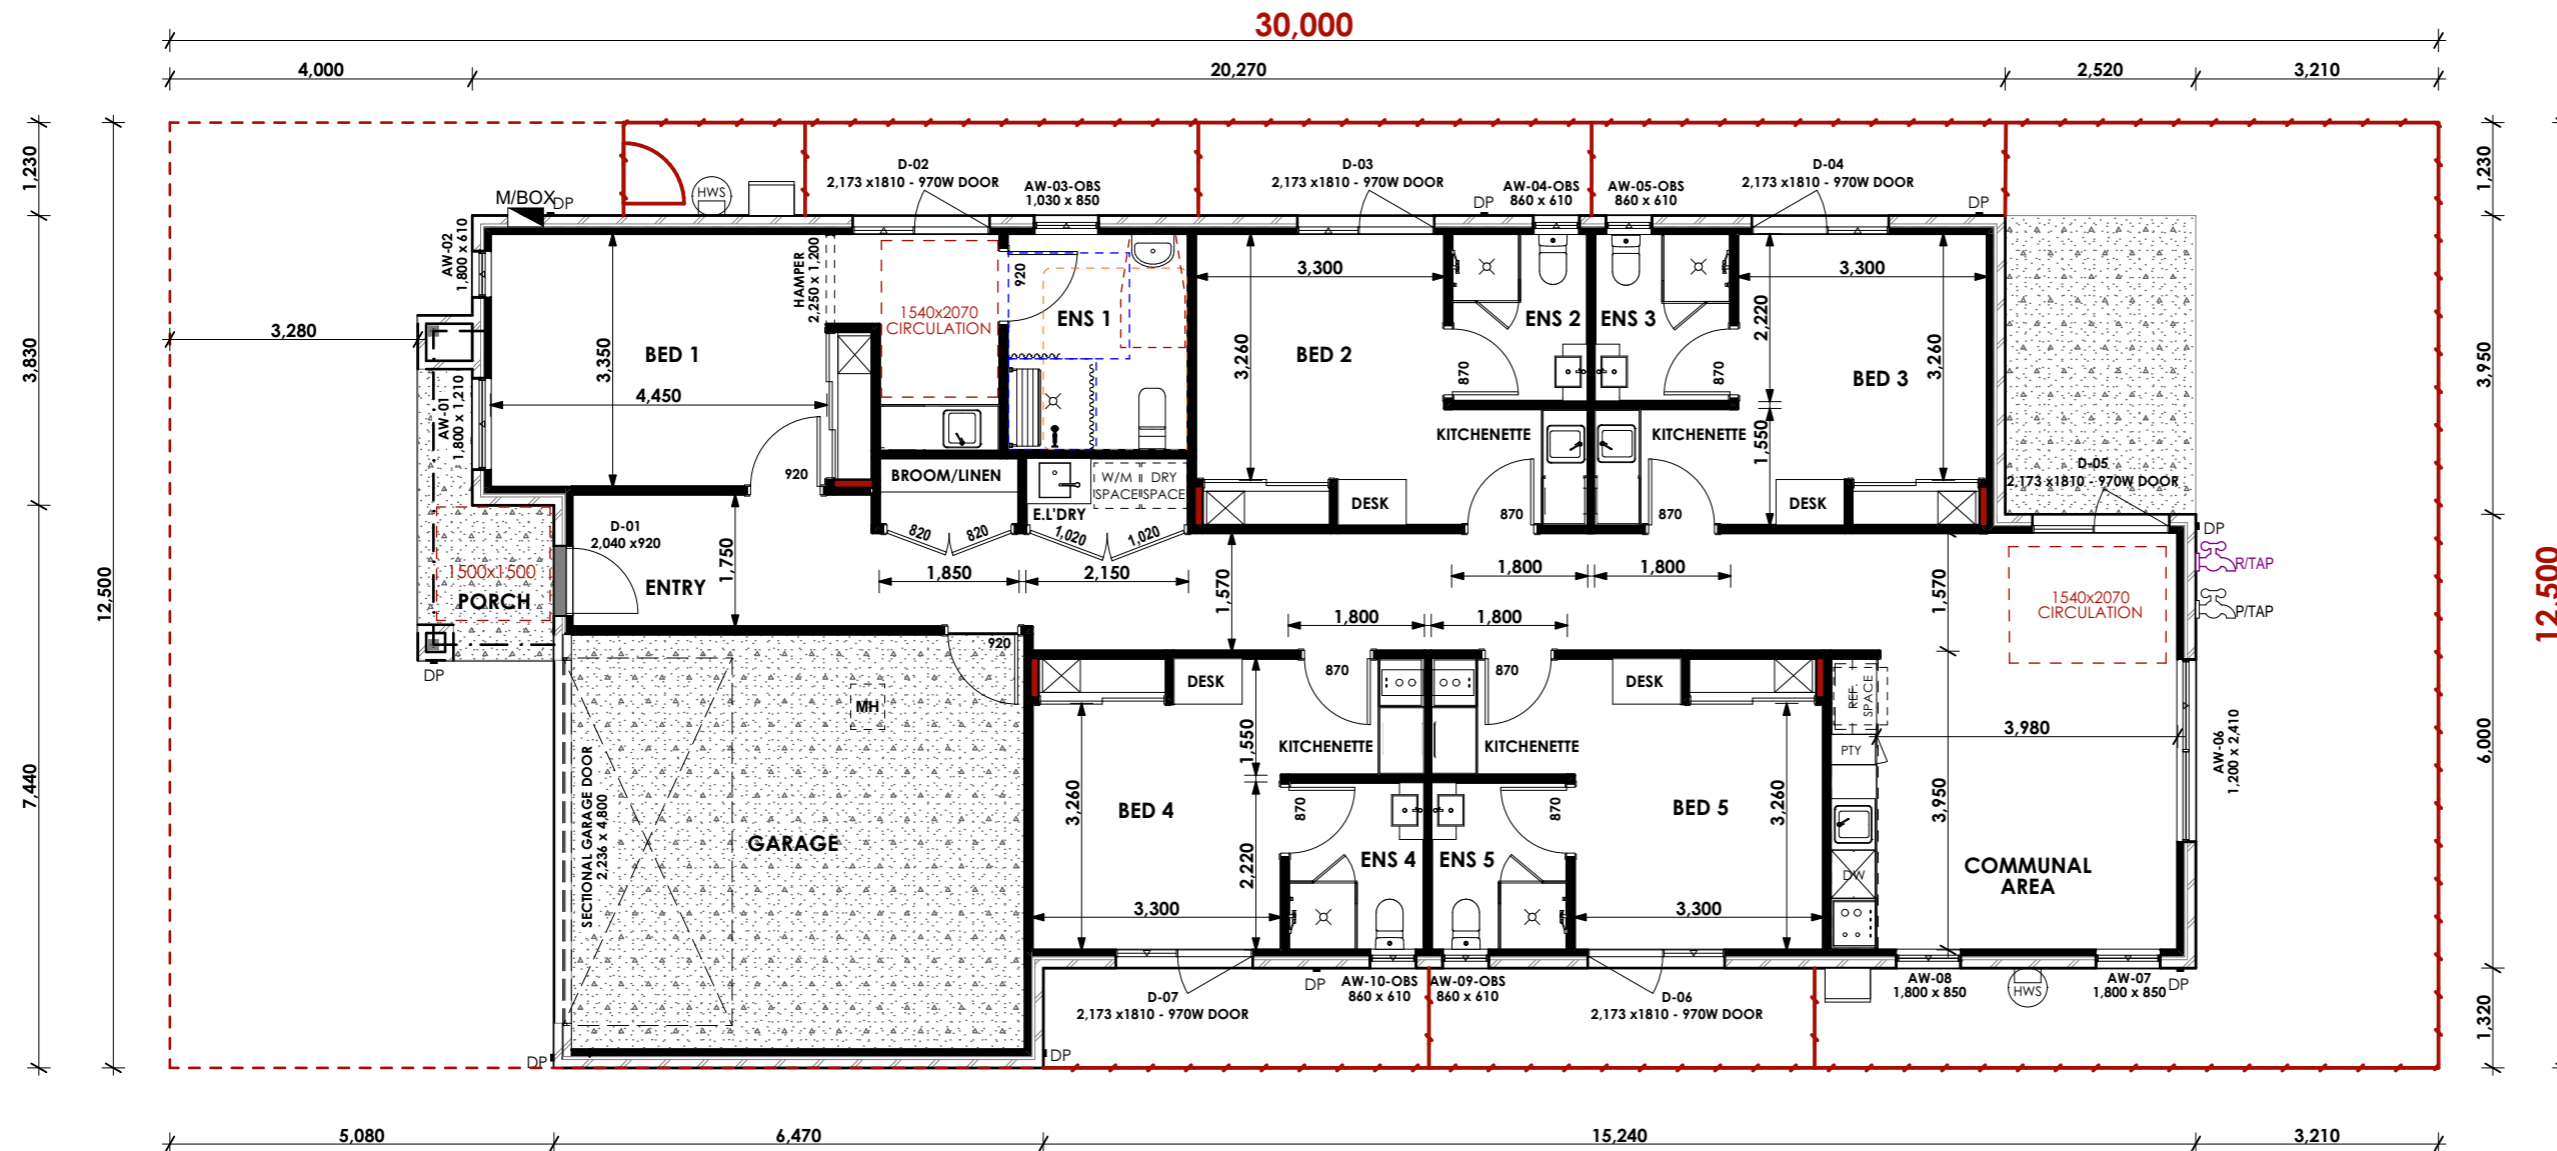 30,000
4,000
20,270
2,520
3,210
1,230
3,830
7,440
12,500
1,230
3,950
6,000
1,320
12,500
D-02
2,173 x1810 - 970W DOOR
AW-03-OBS
1,030 x 850
D-03
2,173 x1810 - 970W DOOR
AW-04-OBS
860 x 610
AW-05-OBS
860 x 610
D-04
2,173 x1810 - 970W DOOR
HWS
M/BOX
DP
DP
DP
AW-02
1,800 x 610
HAMPER
2,250 x 1,200
920
3,300
3,300
1540x2070
CIRCULATION
ENS 1
ENS 2
ENS 3
2,220
3,280
BED 1
3,350
4,450
BED 2
3,260
870
870
BED 3
3,260
AW-01
1,800 x 1,210
KITCHENETTE
KITCHENETTE
1,550
920
BROOM/LINEN
W/M
SPACE
DRY
SPACE
E.L'DRY
DESK
DESK
870
870
D-05
2,173 x1810 - 970W DOOR
D-01
2,040 x920
820
820
1,020
1,020
DP
R/TAP
P/TAP
1500x1500
PORCH
ENTRY
1,750
1,850
2,150
1,570
1,800
1,800
1,570
1540x2070
CIRCULATION
1,800
1,800
920
DP
870
870
DESK
DESK
MH
REF.
SPACE
3,980
PTY
AW-06
1,200 x 2,410
1,550
KITCHENETTE
KITCHENETTE
SECTIONAL GARAGE DOOR
2,236 x 4,800
GARAGE
BED 4
3,260
870
870
BED 5
3,260
3,950
2,220
ENS 4
ENS 5
DW
COMMUNAL
AREA
3,300
3,300
D-07
2,173 x1810 - 970W DOOR
DP
AW-10-OBS
860 x 610
AW-09-OBS
860 x 610
D-06
2,173 x1810 - 970W DOOR
AW-08
1,800 x 850
HWS
AW-07
1,800 x 850
DP
DP
DP
5,080
6,470
15,240
3,210